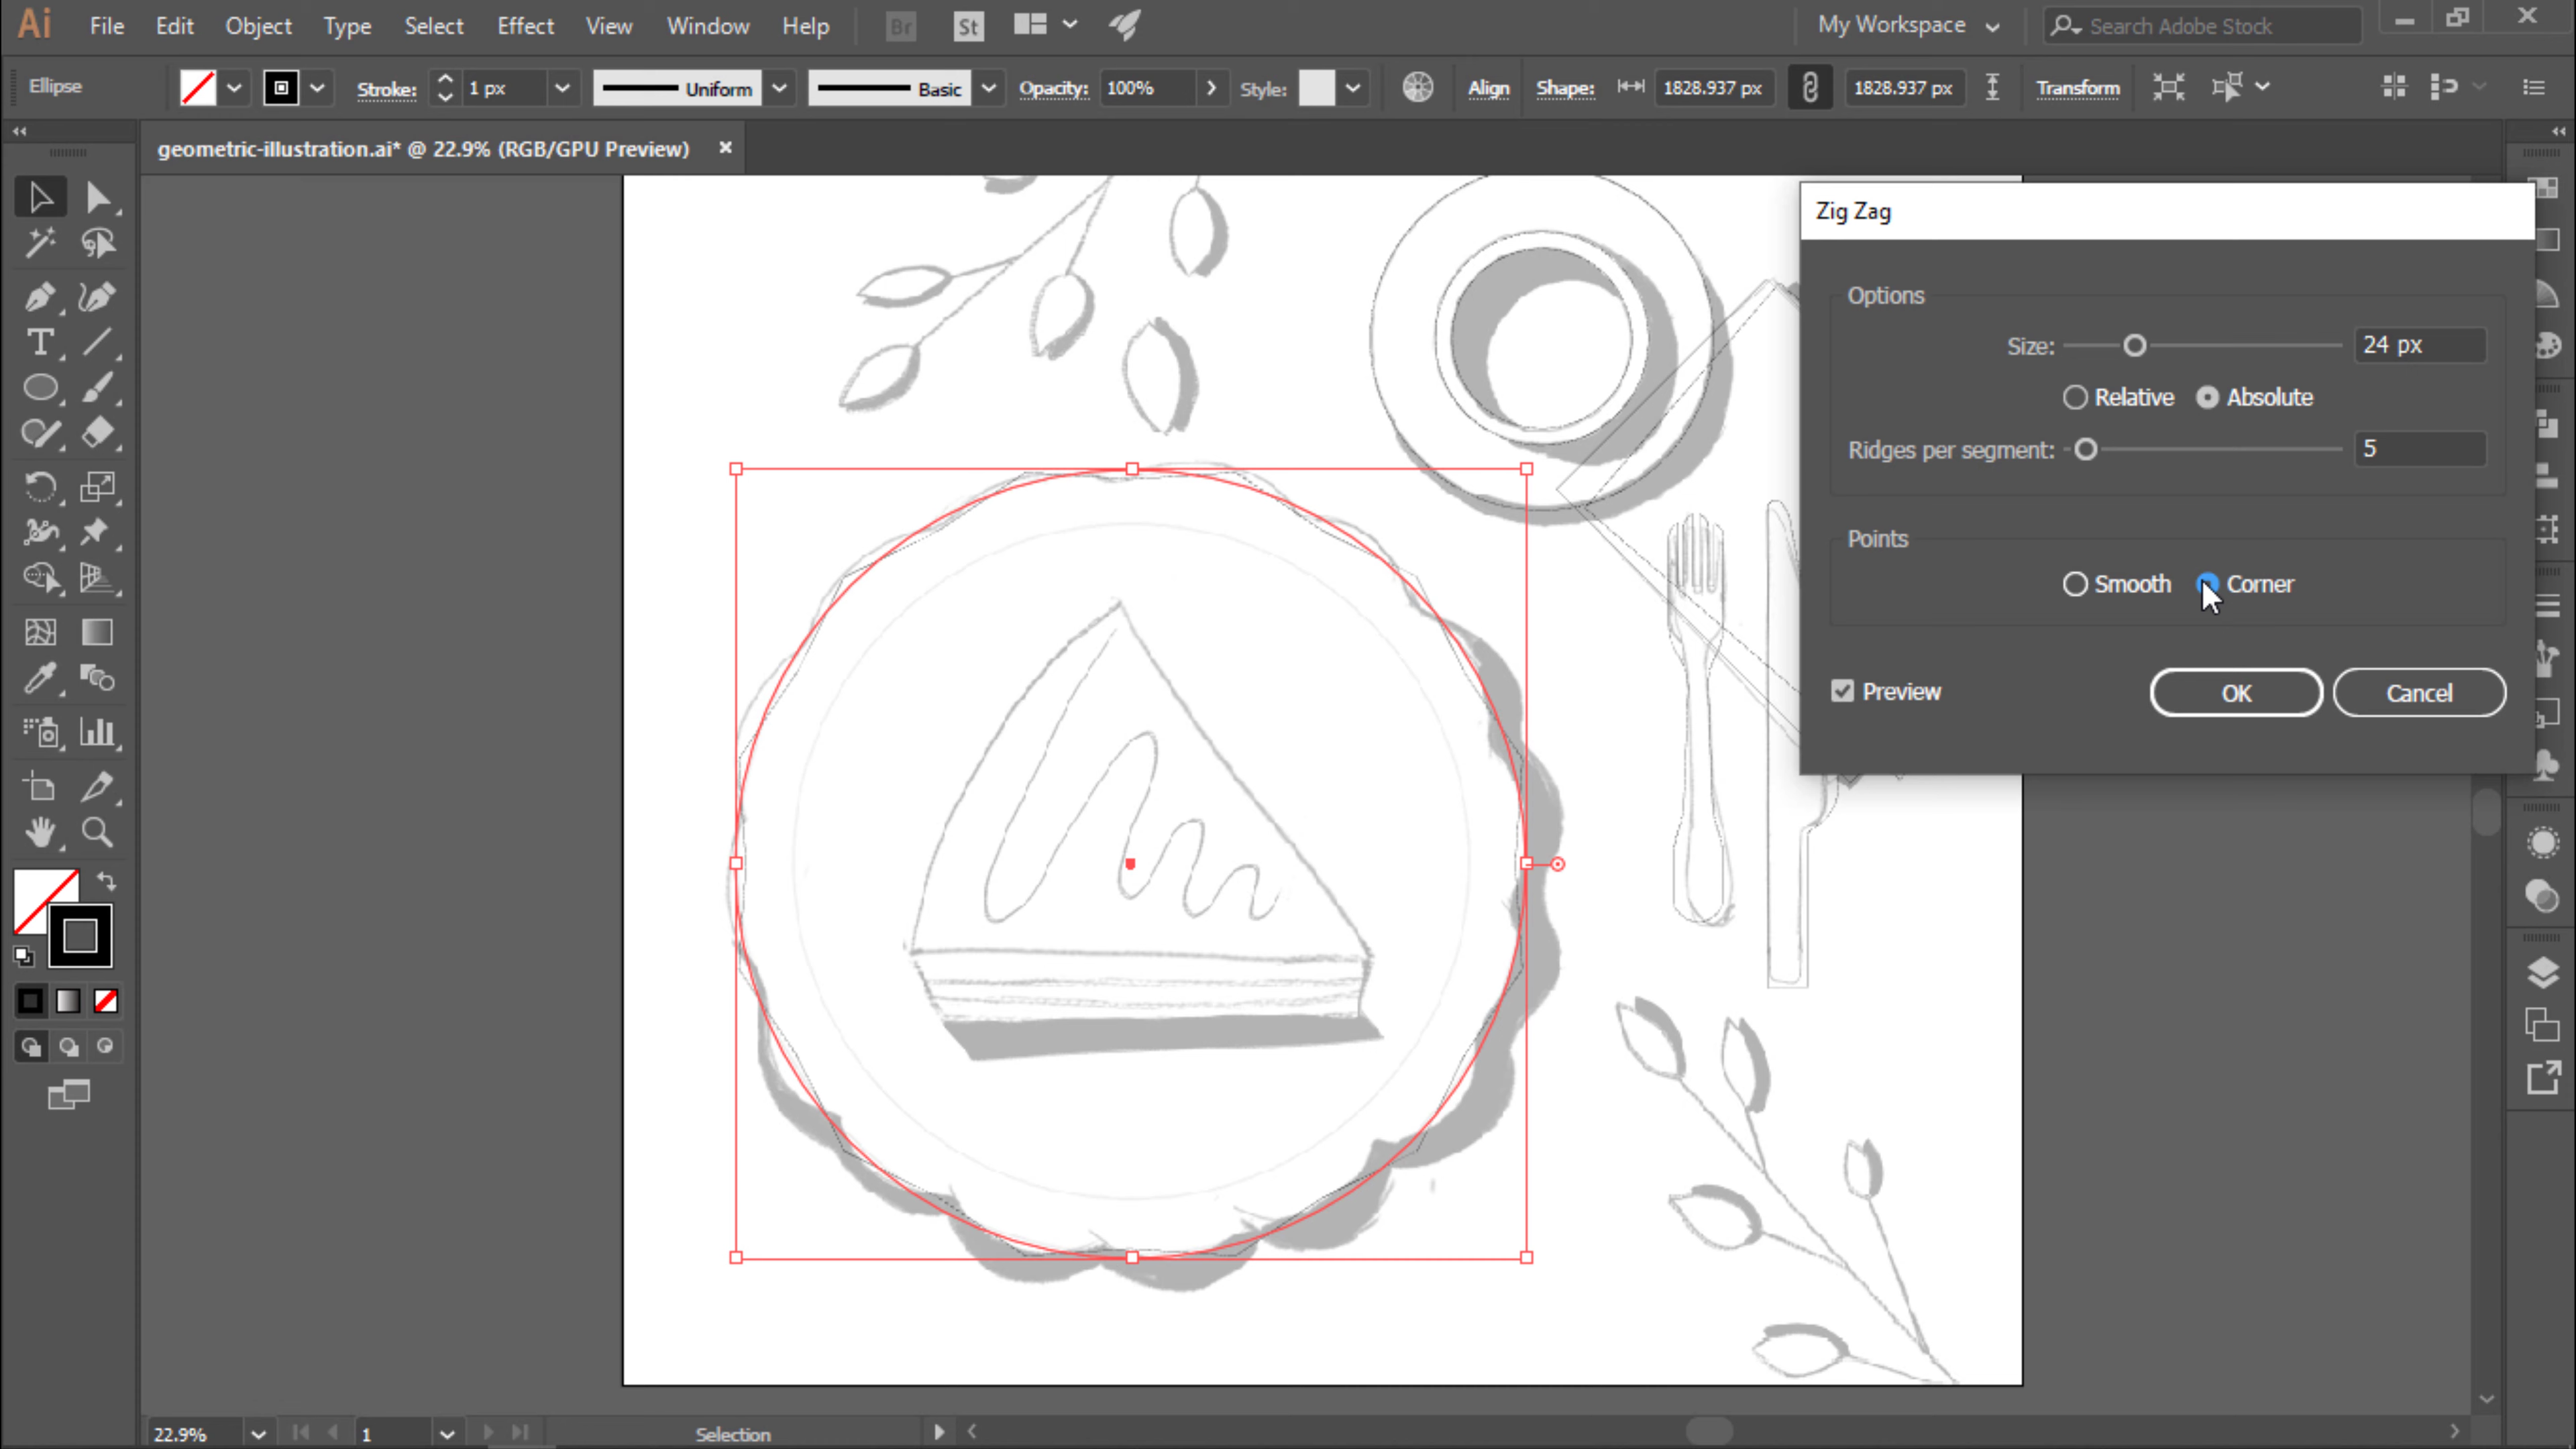 Ai File Edit Object Type Select Effect View Window Help Br St My Workspace Search Adobe Stock
Ellipse Stroke: 1 px Uniform Basic Opacity: 100% Style: Align Shape: 1828.937 px 1828.937 px Transform
geometric-illustration.ai* @ 22.9% (RGB/GPU Preview)
Zig Zag
Options
Size: 24 px
Relative Absolute
Ridges per segment: 5
Points
Smooth Corner
Preview OK Cancel
22.9% 1 Selection